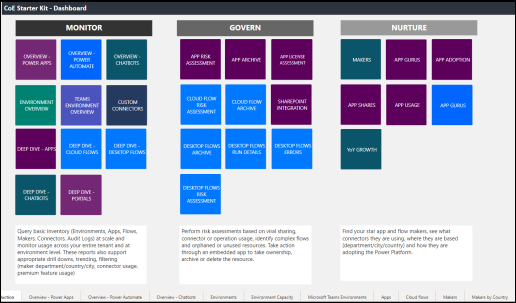 CoE Starter Kit - Dashboard
MONITOR
GOVERN
NURTURE
OVERVIEW -
POWER APPS
OVERVIEW -
POWER
AUTOMATE
OVERVIEW -
CHATBOTS
APP RISK
ASSESSMENT
APP ARCHIVE
APP LICENSE
ASSESSMENT
MAKERS
APP GURUS
APP ADOPTION
ENVIRONMENT
OVERVIEW
TEAMS
ENVIRONMENT
OVERVIEW
CUSTOM
CONNECTORS
CLOUD FLOW
RISK
ASSESSMENT
CLOUD FLOW
ARCHIVE
SHAREPOINT
INTEGRATION
APP SHARES
APP USAGE
APP GURUS
DEEP DIVE - APPS
DEEP DIVE -
CLOUD FLOWS
DEEP DIVE -
DESKTOP FLOWS
DESKTOP FLOWS
ARCHIVE
DESKTOP FLOWS
RUN DETAILS
DESKTOP FLOWS
ERRORS
YoY GROWTH
DEEP DIVE -
CHATBOTS
DEEP DIVE -
PORTALS
DESKTOP FLOWS
RISK
ASSESSMENT
Query basic inventory (Environments, Apps, Flows,
Makers, Connectors, Audit Logs) at scale and
monitor usage across your entire tenant and at
environment level. These reports also support
appropriate drill downs, trending, filtering
(maker department/country/city, connector usage,
premium feature usage)
Perform risk assessments based on viral sharing,
connector or operation usage, identify complex flows
and orphaned or unused resources. Take action
through an embedded app to take ownership,
archive or delete the resource.
Find your star app and flow makers, see what
connectors they are using, where they are based
(department/city/country) and how they are
adopting the Power Platform.
duction
Overview - Power Apps
Overview - Power Automate
Overview - Chatbots
Environments
Environment Capacity
Microsoft Teams Environments
Apps
Cloud flows
Makers
Makers by Country